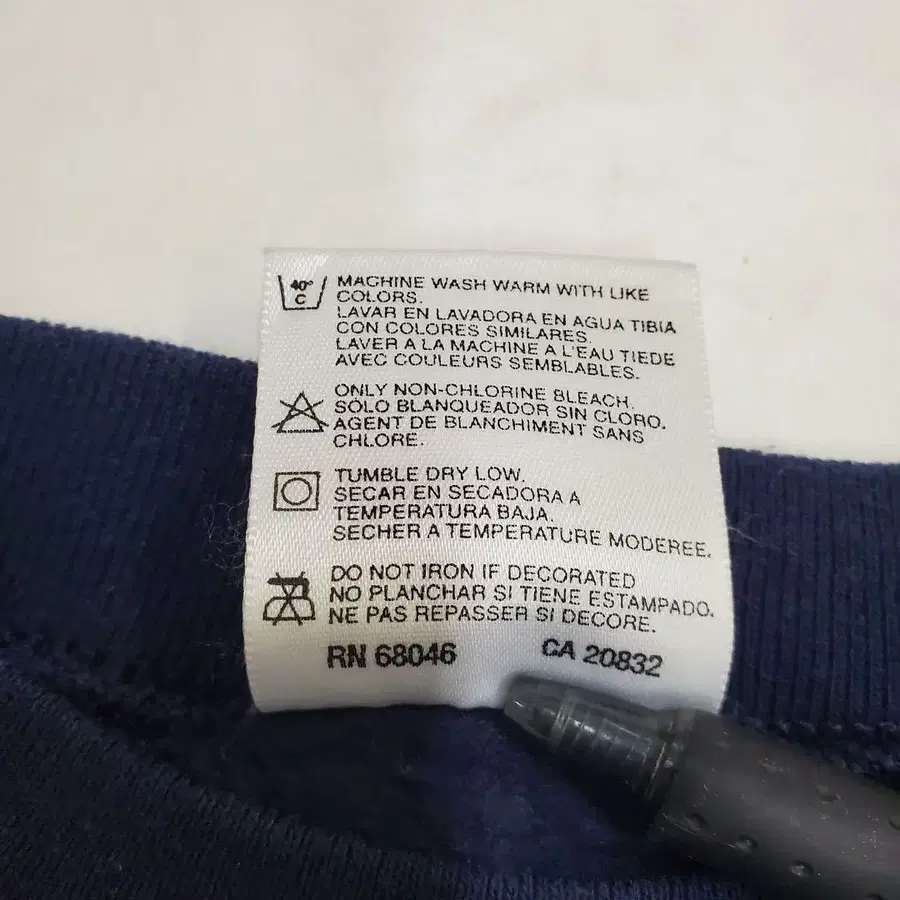 40°
C
MACHINE WASH WARM WITH LIKE
COLORS.
LAVAR EN LAVADORA EN AGUA TIBIA
CON COLORES SIMILARES.
LAVER A LA MACHINE A L'EAU TIEDE
AVEC COULEURS SEMBLABLES.
ONLY NON-CHLORINE BLEACH.
SOLO BLANQUEADOR SIN CLORO.
AGENT DE BLANCHIMENT SANS
CHLORE.
TUMBLE DRY LOW.
SECAR EN SECADORA A
TEMPERATURA BAJA.
SECHER A TEMPERATURE MODEREE.
DO NOT IRON IF DECORATED
NO PLANCHAR SI TIENE ESTAMPADO.
NE PAS REPASSER SI DECORE.
RN 68046 CA 20832